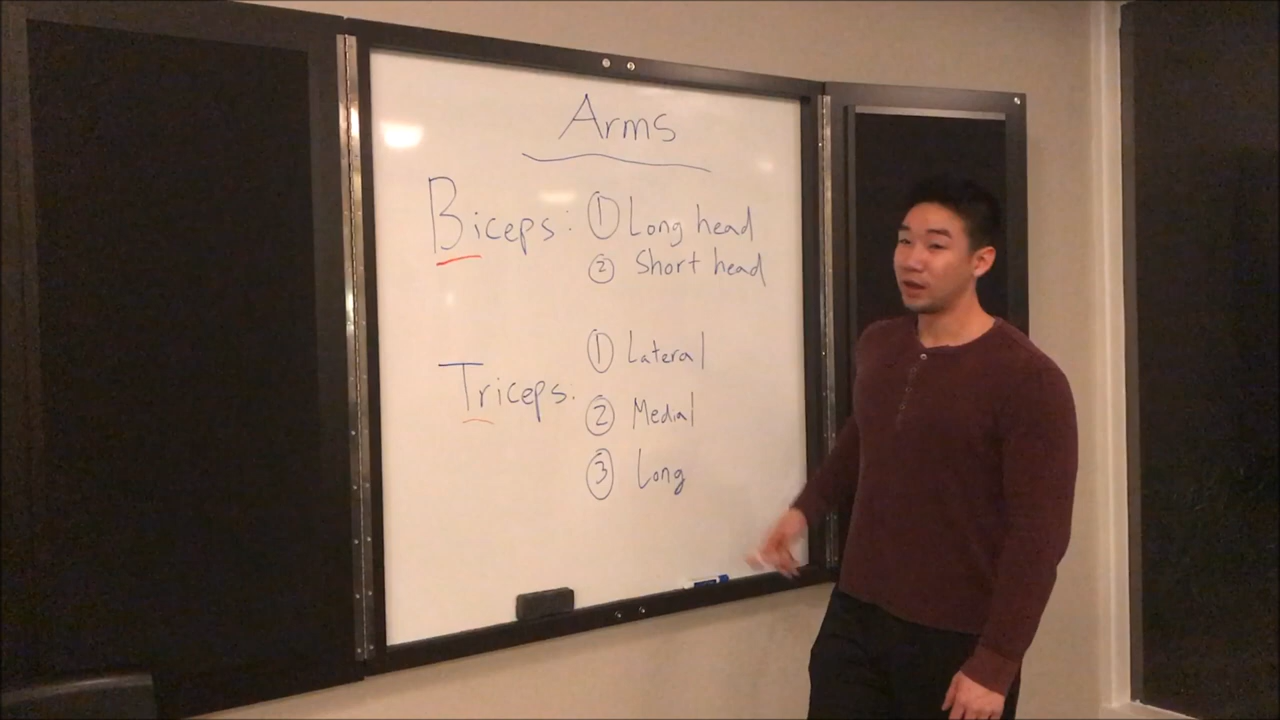 Arms
Biceps: ① Long head
② Short head
① Lateral
Triceps:
② Medial
③ Long